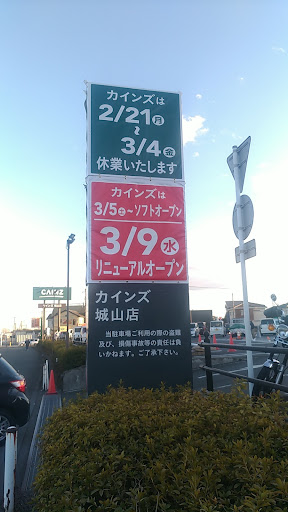 カインズは
2/21月
～
3/4金
休業いたします
カインズは
3/5土～ソフトオープン
3/9水
リニューアルオープン
カインズ
城山店
当駐車場ご利用の際の盗難
及び、損傷事故等の責任は負
いかねます。ご了承下さい。
CAINZ